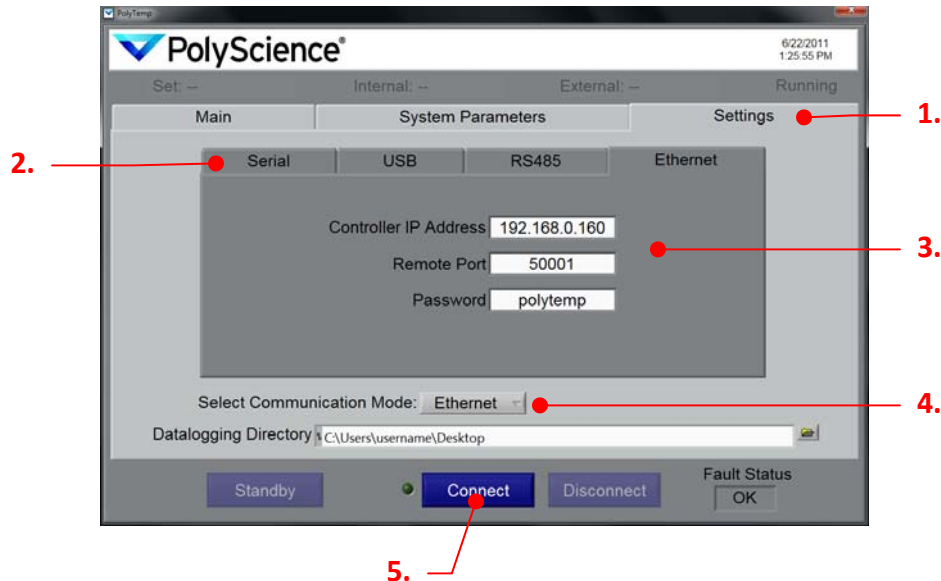 PolyTemp
PolyScience®
6/22/2011
1:25:55 PM
Set: -- Internal: -- External: -- Running
Main System Parameters Settings 1.
2. Serial USB RS485 Ethernet
Controller IP Address 192.168.0.160
3.
Remote Port 50001
Password polytemp
Select Communication Mode: Ethernet 4.
Datalogging Directory C:\Users\username\Desktop
Fault Status
Standby Connect Disconnect OK
5.